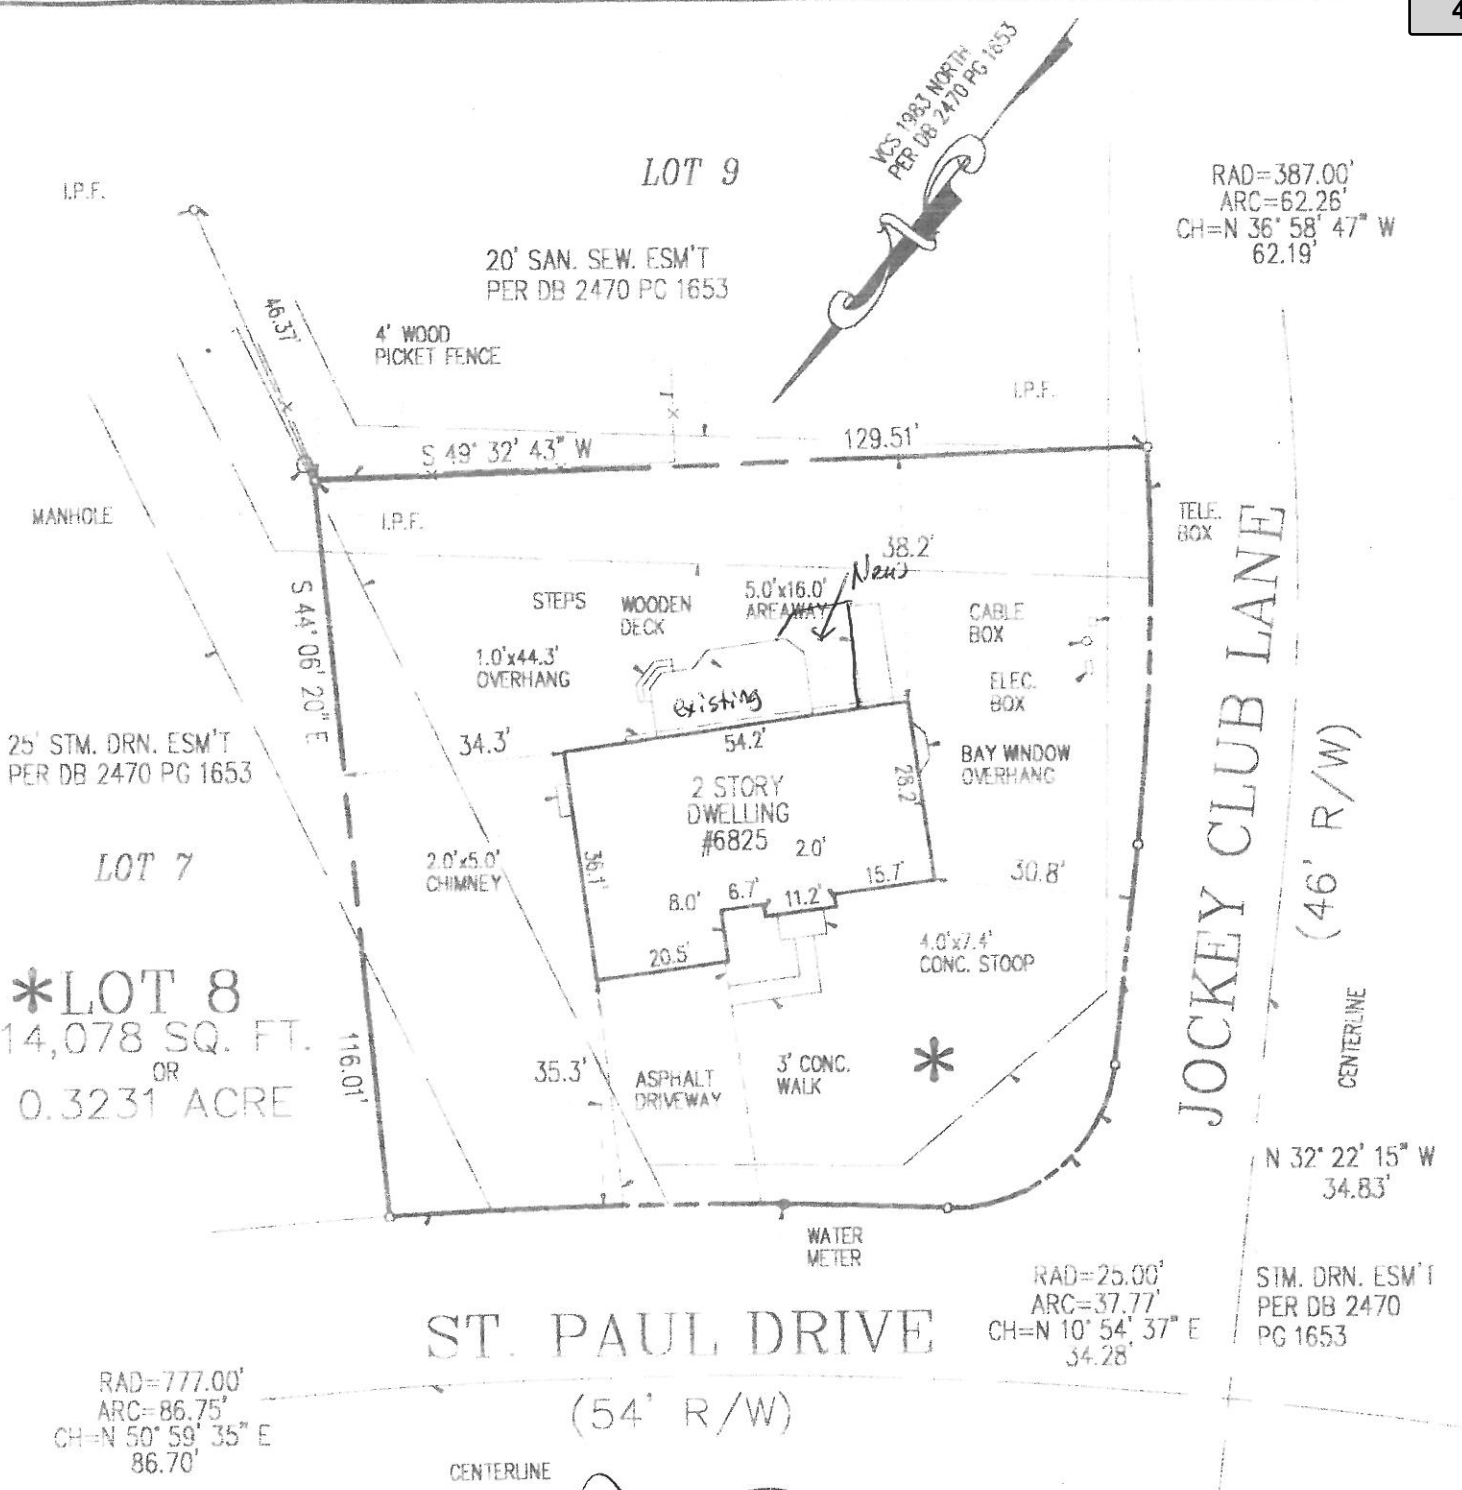 4
VCS 1983 NORTH
PER DB 2470 PG 1653
LOT 9
I.P.F.
RAD=387.00'
ARC=62.26'
CH=N 36° 58' 47" W
62.19'
20' SAN. SEW. ESM'T
PER DB 2470 PG 1653
46.37'
4' WOOD
PICKET FENCE
I.P.F.
S 49° 32' 43" W
129.51'
MANHOLE
I.P.F.
TELE.
BOX
38.2'
New
STEPS
WOODEN
DECK
5.0'x16.0'
AREAWAY
CABLE
BOX
S 44° 06' 20" E
1.0'x44.3'
OVERHANG
existing
ELEC.
BOX
25' STM. DRN. ESM'T
PER DB 2470 PG 1653
34.3'
54.2'
BAY WINDOW
OVERHANG
28.2'
2 STORY
DWELLING
#6825
2.0'
JOCKEY CLUB LANE
(46' R/W)
LOT 7
2.0'x5.0'
CHIMNEY
36.1'
8.0'
6.7'
11.2'
15.7'
30.8'
20.5'
4.0'x7.4'
CONC. STOOP
*LOT 8
14,078 SQ. FT.
OR
0.3231 ACRE
116.01'
35.3'
ASPHALT
DRIVEWAY
3' CONC.
WALK
*
CENTERLINE
N 32° 22' 15" W
34.83'
WATER
METER
ST. PAUL DRIVE
(54' R/W)
RAD=25.00'
ARC=37.77'
CH=N 10° 54' 37" E
34.28'
STM. DRN. ESM'T
PER DB 2470
PG 1653
RAD=777.00'
ARC=86.75'
CH=N 50° 59' 35" E
86.70'
CENTERLINE